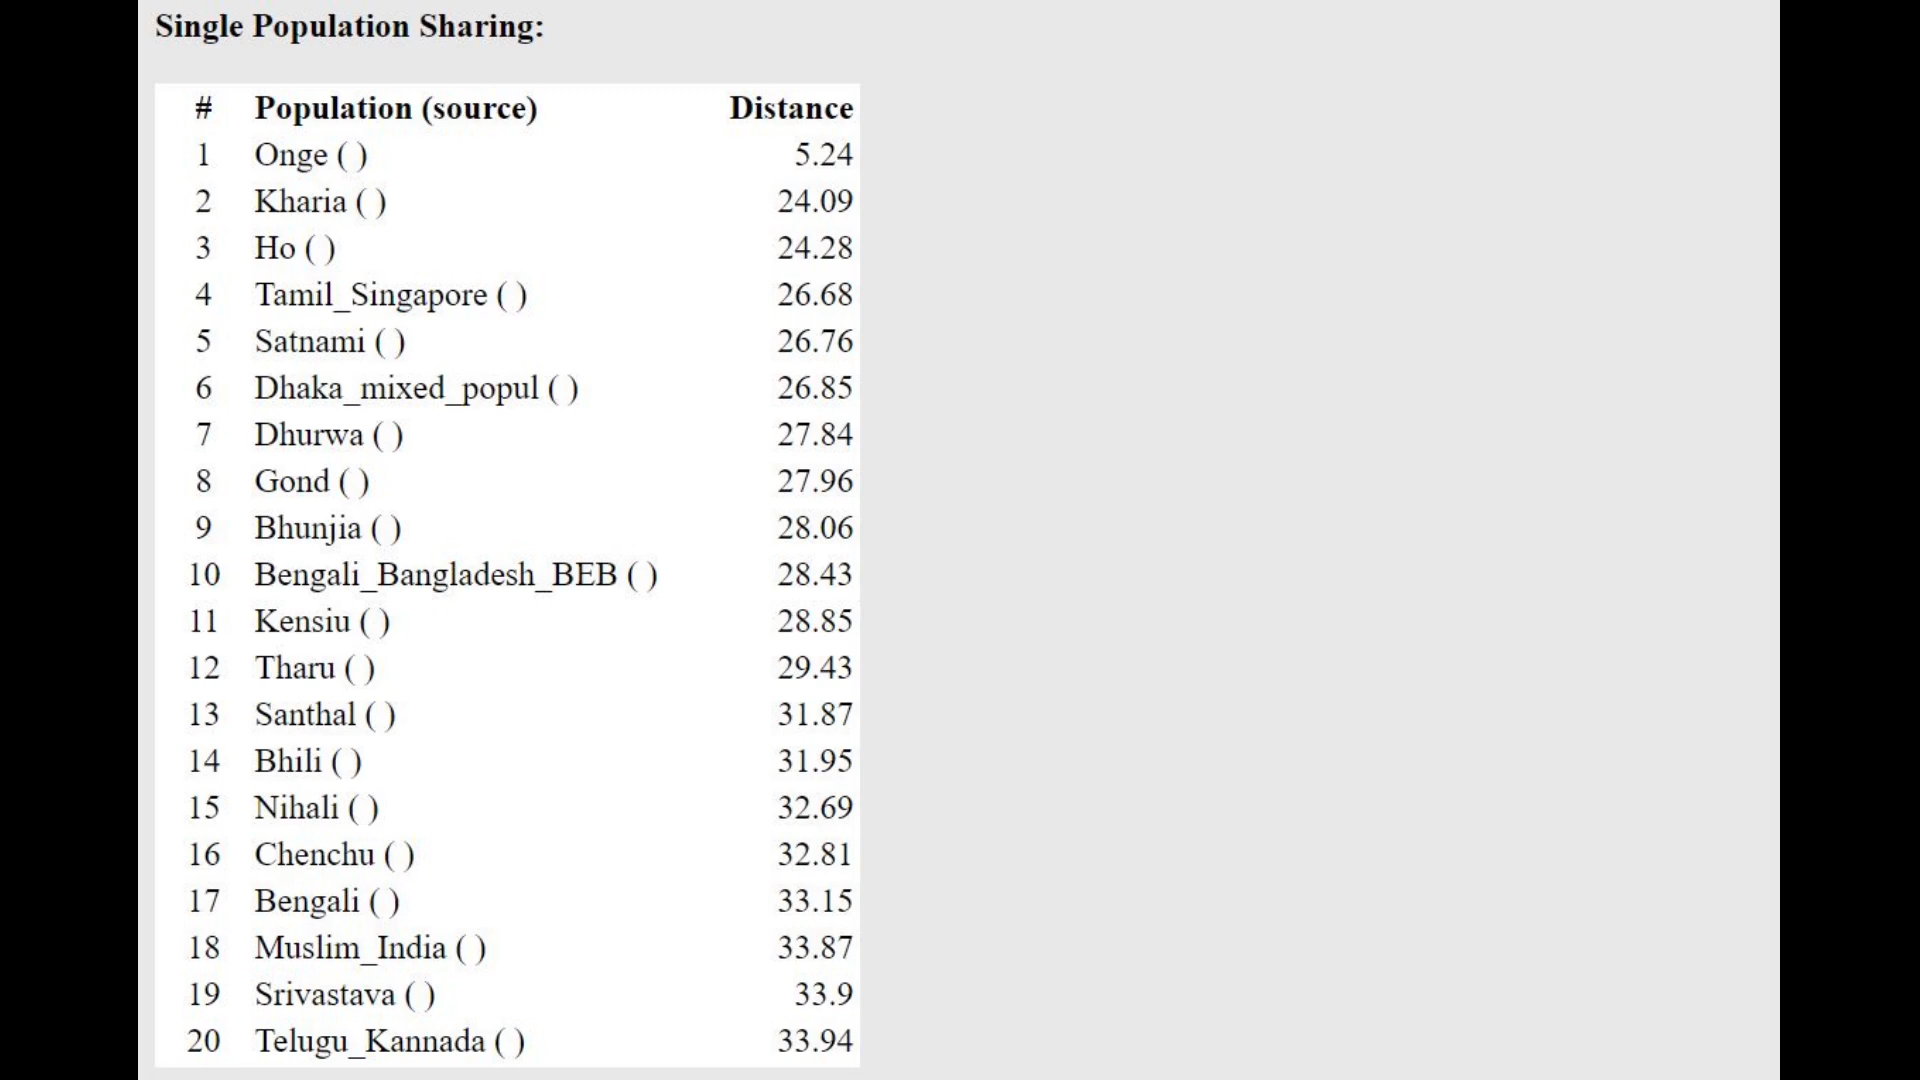 Single Population Sharing:
# Population (source) Distance
1 Onge ( ) 5.24
2 Kharia ( ) 24.09
3 Ho ( ) 24.28
4 Tamil_Singapore ( ) 26.68
5 Satnami ( ) 26.76
6 Dhaka_mixed_popul ( ) 26.85
7 Dhurwa ( ) 27.84
8 Gond ( ) 27.96
9 Bhunjia ( ) 28.06
10 Bengali_Bangladesh_BEB ( ) 28.43
11 Kensiu ( ) 28.85
12 Tharu ( ) 29.43
13 Santhal ( ) 31.87
14 Bhili ( ) 31.95
15 Nihali ( ) 32.69
16 Chenchu ( ) 32.81
17 Bengali ( ) 33.15
18 Muslim_India ( ) 33.87
19 Srivastava ( ) 33.9
20 Telugu_Kannada ( ) 33.94